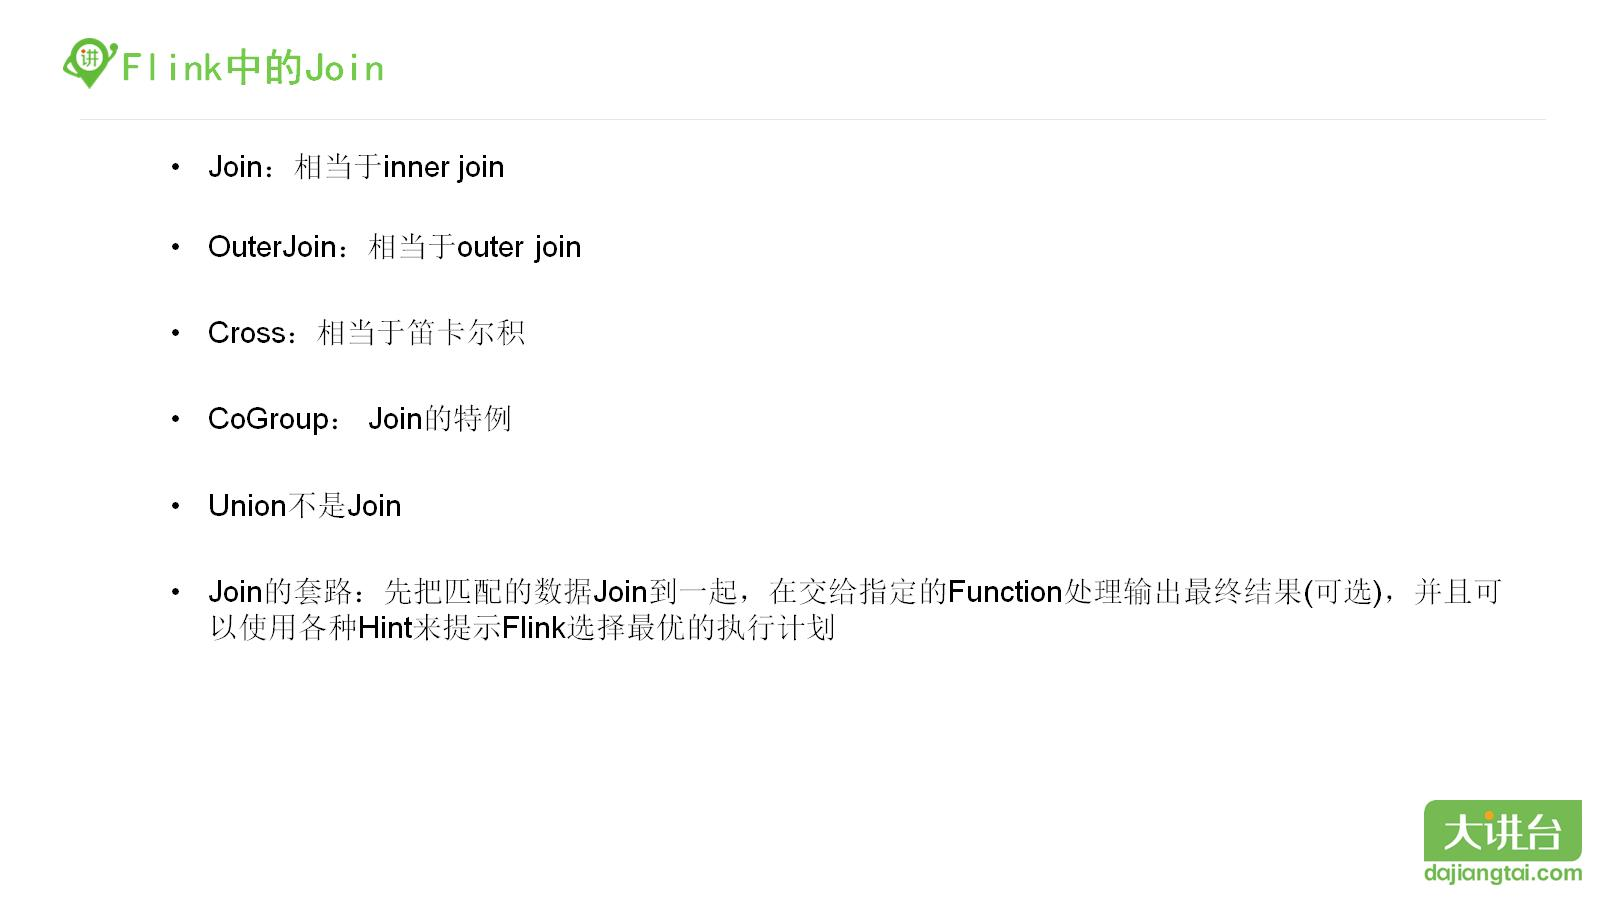 讲
Flink中的Join
• Join：相当于inner join
• OuterJoin：相当于outer join
• Cross：相当于笛卡尔积
• CoGroup： Join的特例
• Union不是Join
• Join的套路：先把匹配的数据Join到一起，在交给指定的Function处理输出最终结果(可选)，并且可
以使用各种Hint来提示Flink选择最优的执行计划
大讲台
dajiangtai.com